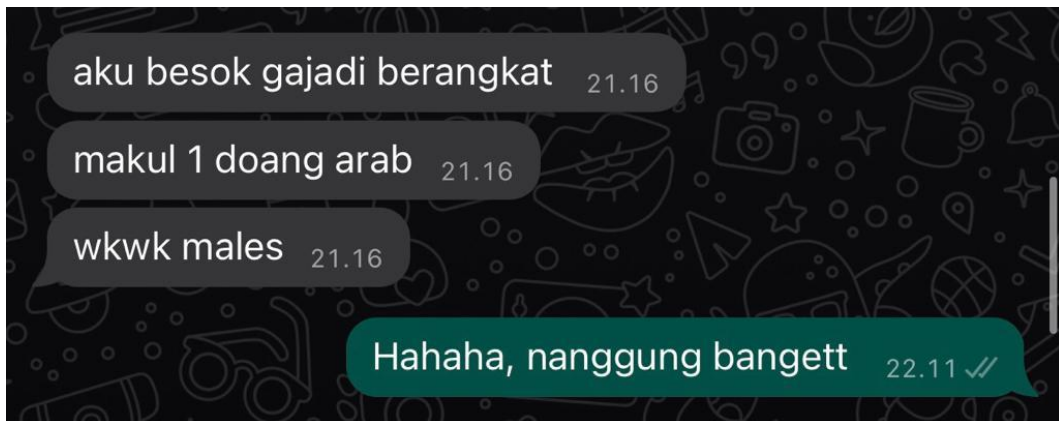 aku besok gajadi berangkat 21.16
makul 1 doang arab 21.16
wkwk males 21.16
Hahaha, nanggung bangett 22.11